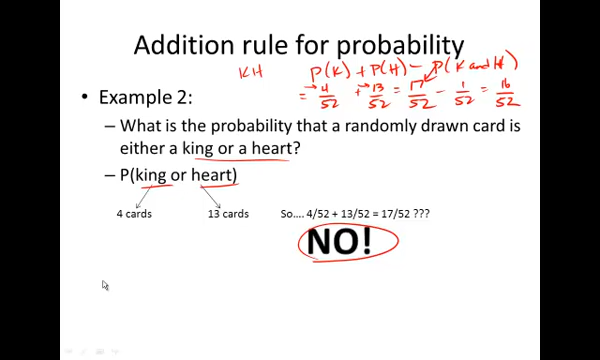 Addition rule for probability
KH P(K) + P(H) - P(K and H)
= 4/52 + 13/52 = 17/52 - 1/52 = 16/52
• Example 2:
– What is the probability that a randomly drawn card is
either a king or a heart?
– P(king or heart)
4 cards 13 cards So.... 4/52 + 13/52 = 17/52 ???
NO!